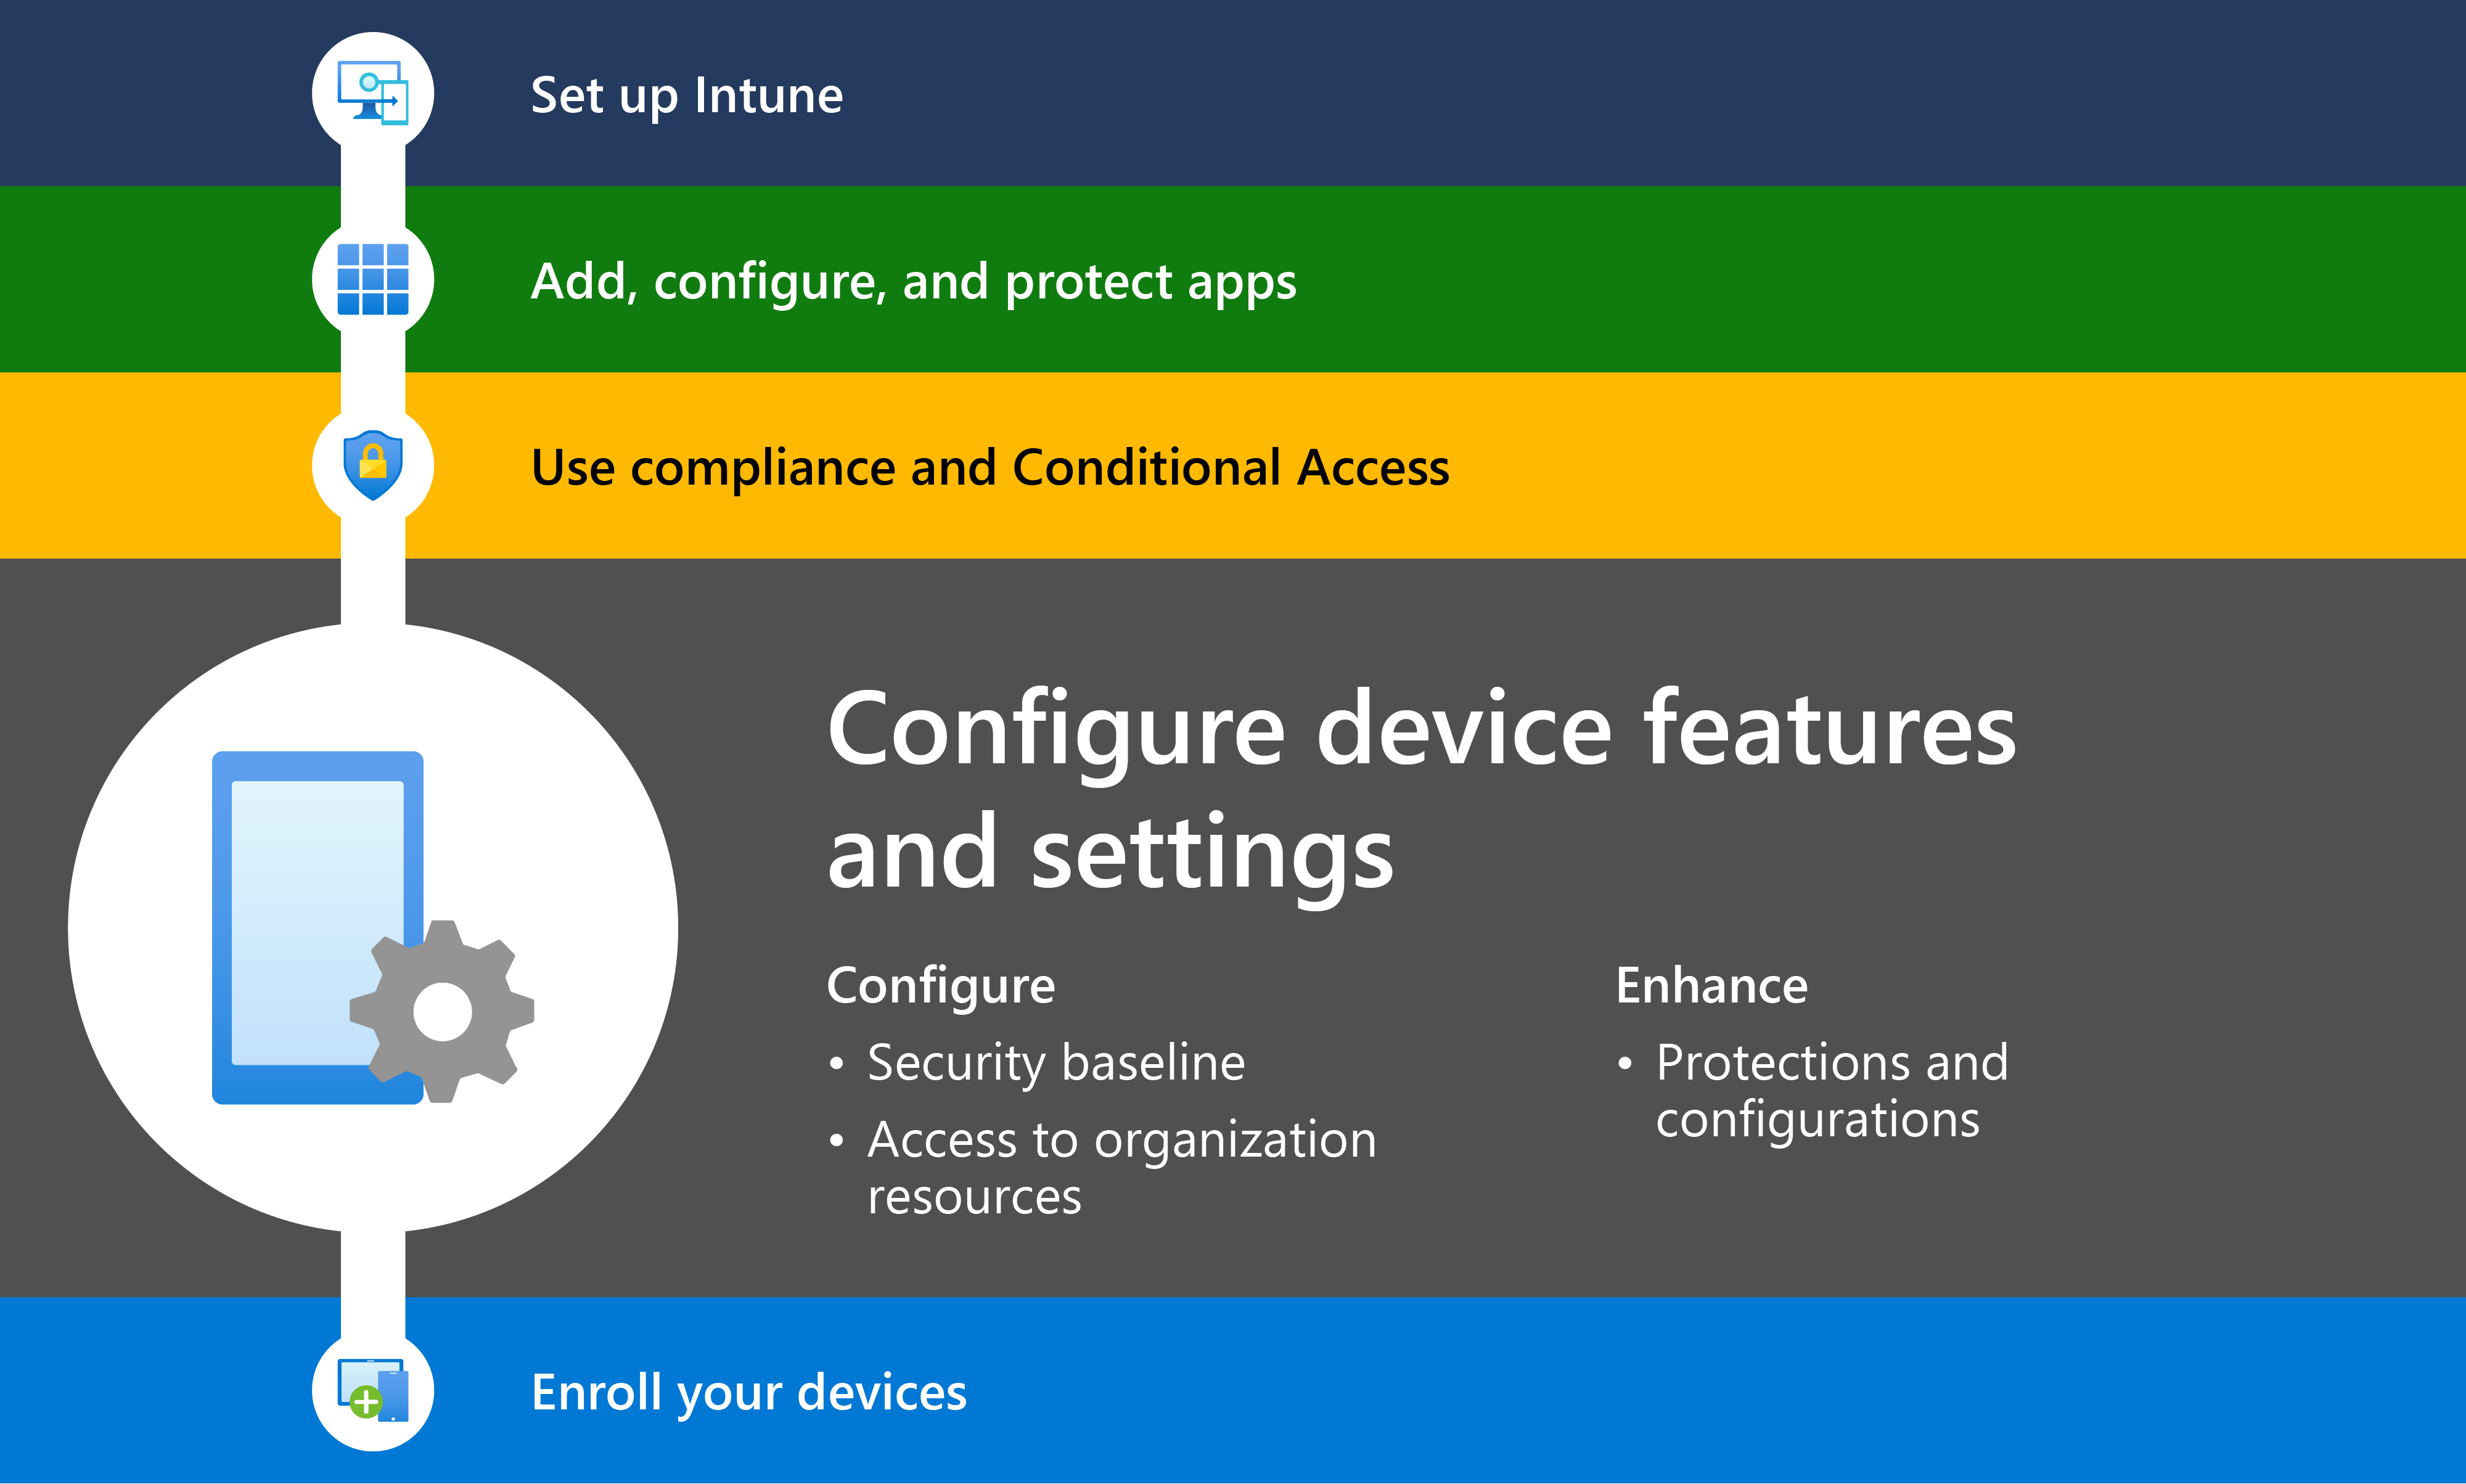 Set up Intune
Add, configure, and protect apps
Use compliance and Conditional Access
Configure device features
and settings
Configure
• Security baseline
• Access to organization
resources
Enhance
• Protections and
configurations
Enroll your devices